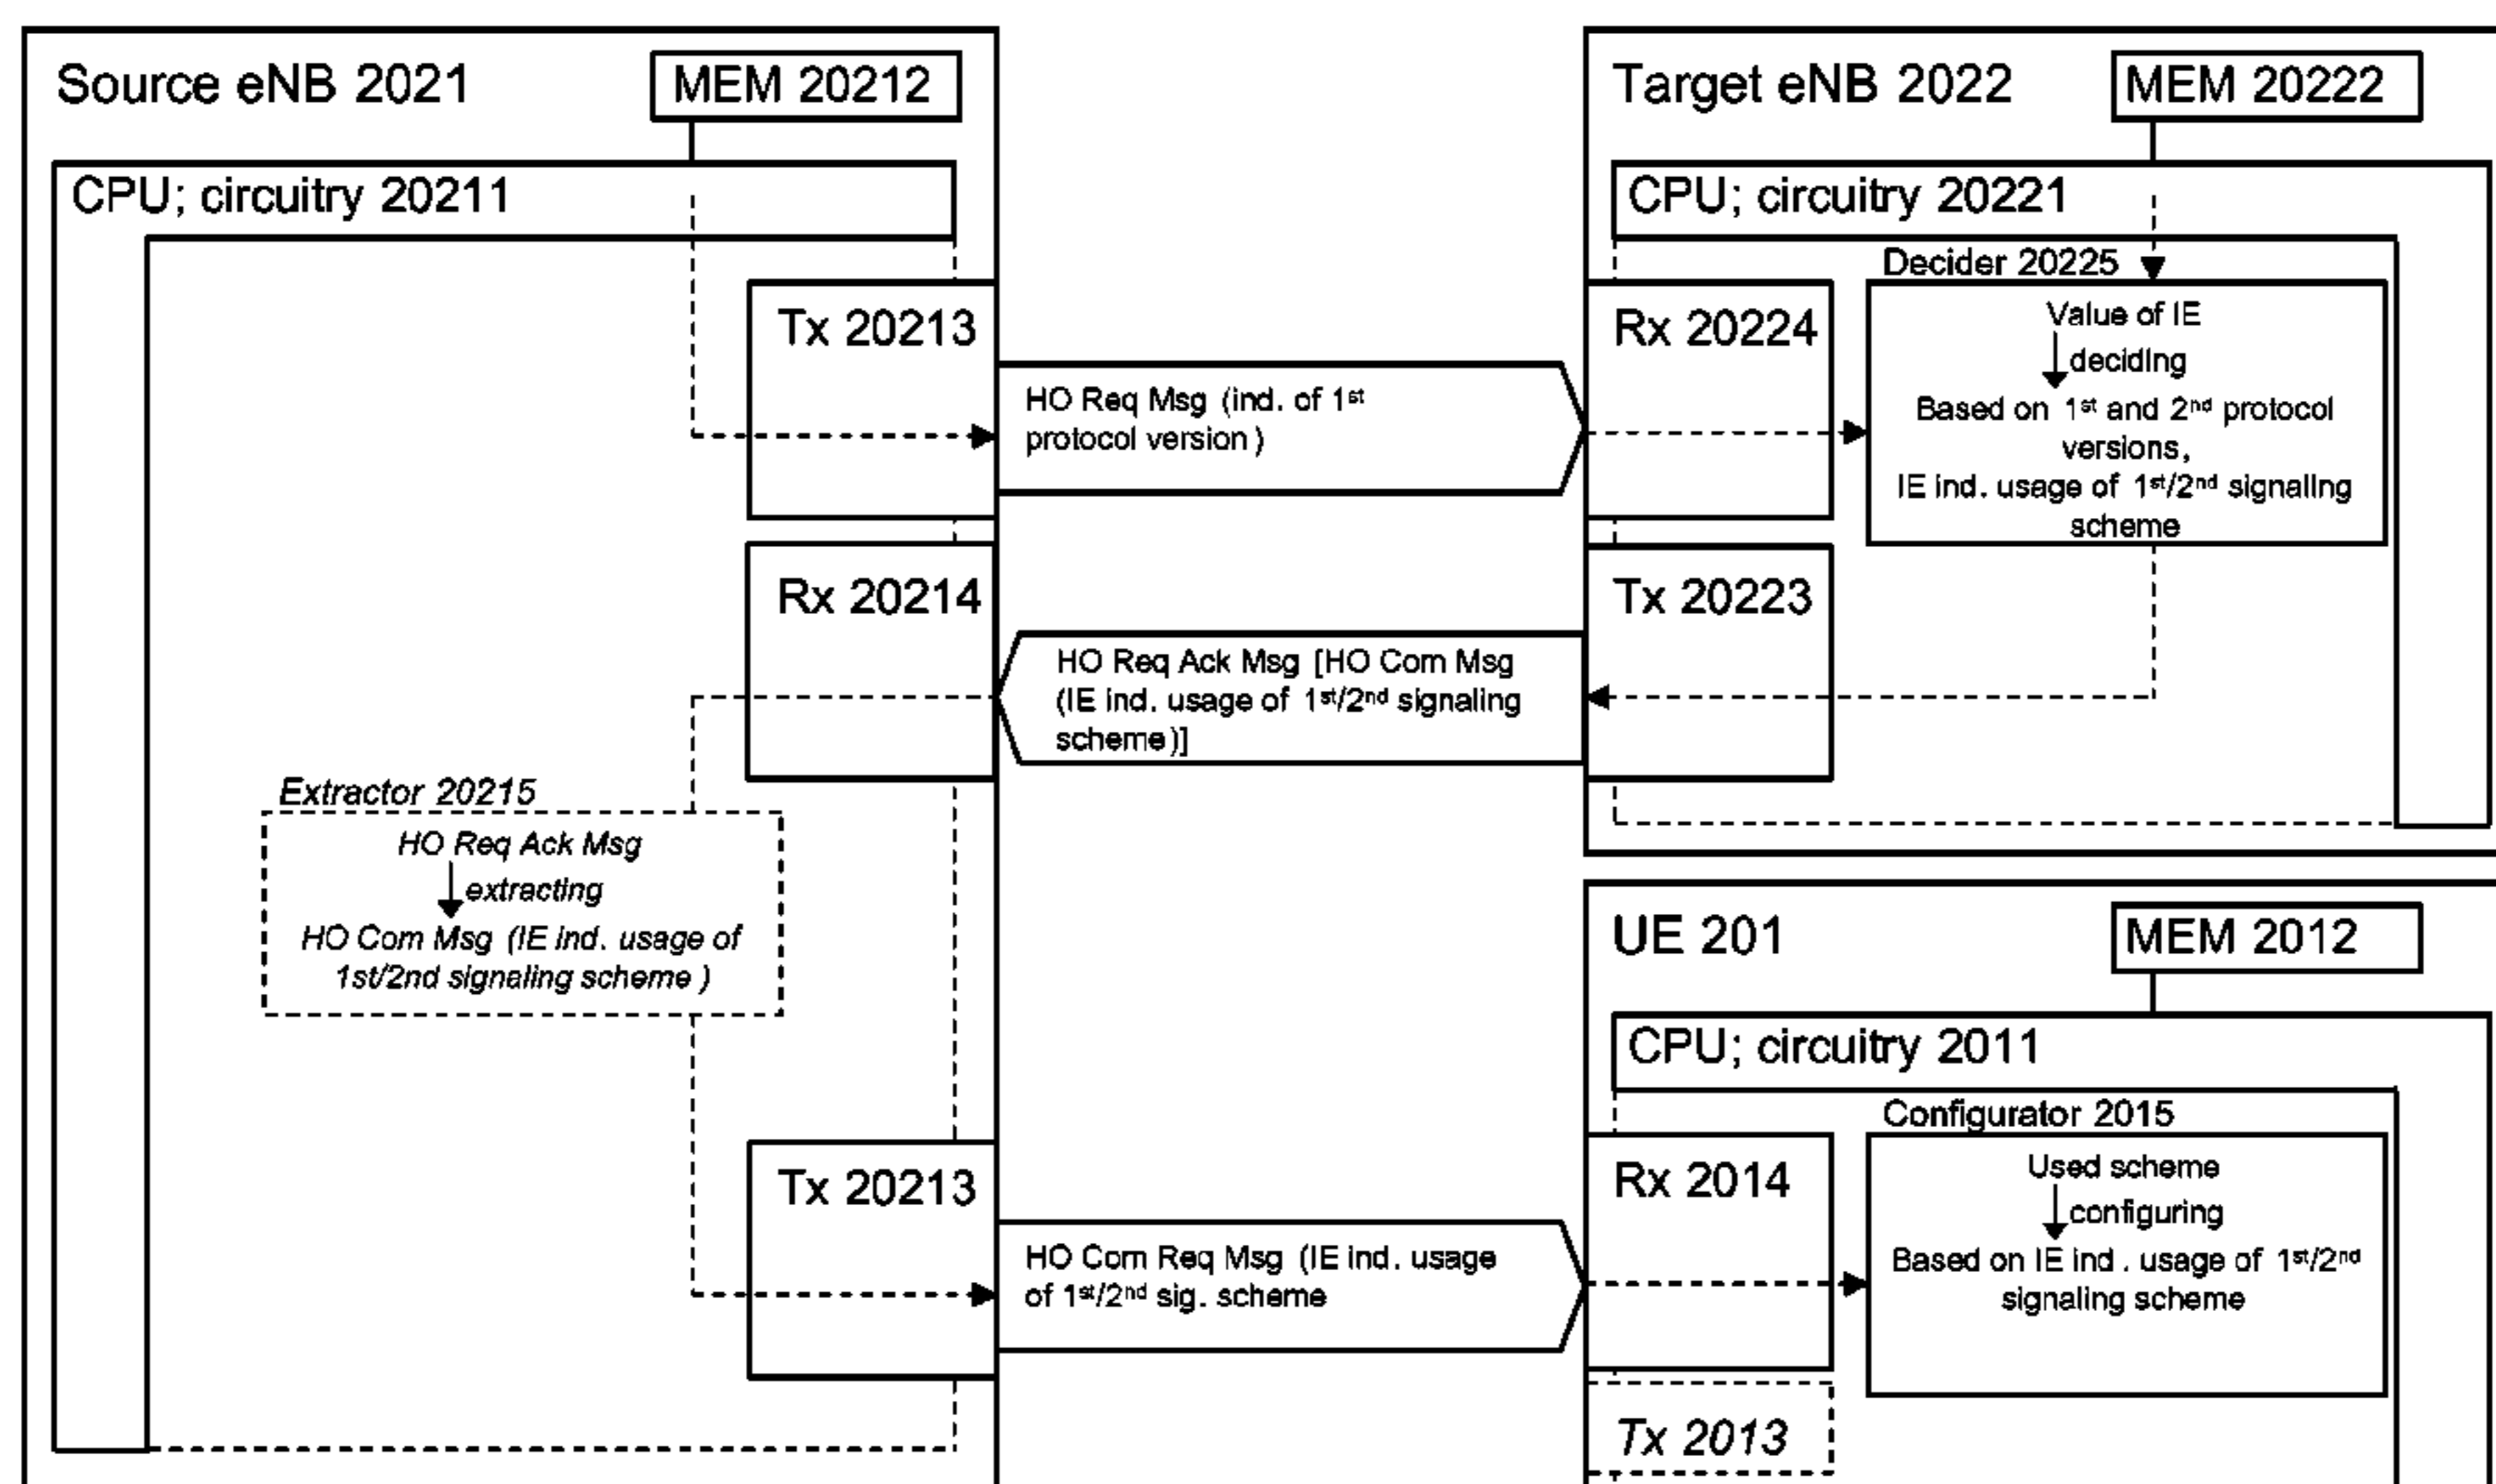 Source eNB 2021
MEM 20212
CPU; circuitry 20211
Tx 20213
HO Req Msg (ind. of 1st
protocol version)
Target eNB 2022
MEM 20222
CPU; circuitry 20221
Rx 20224
Decider 20225
Value of IE
deciding
Based on 1st and 2nd protocol
versions,
IE ind. usage of 1st/2nd signaling
scheme
Rx 20214
HO Req Ack Msg [HO Com Msg
(IE ind. usage of 1st/2nd signaling
scheme)]
Tx 20223
Extractor 20215
HO Req Ack Msg
extracting
HO Com Msg (IE ind. usage of
1st/2nd signaling scheme )
Tx 20213
HO Com Req Msg (IE ind. usage
of 1st/2nd sig. scheme
UE 201
MEM 2012
CPU; circuitry 2011
Rx 2014
Configurator 2015
Used scheme
configuring
Based on IE ind. usage of 1st/2nd
signaling scheme
Tx 2013